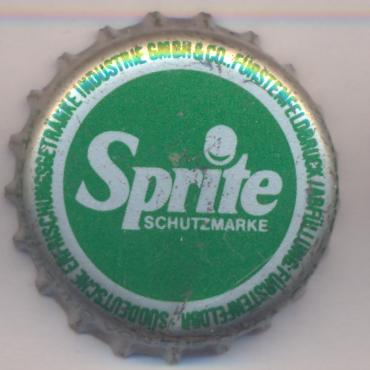 Sprite
SCHUTZMARKE
SÜDDEUTSCHE ERFRISCHUNGSGETRÄNKE INDUSTRIE GMBH & CO., FÜRSTENFELDBRUCK / ABFÜLLUNG: FÜRSTENFELDBR.